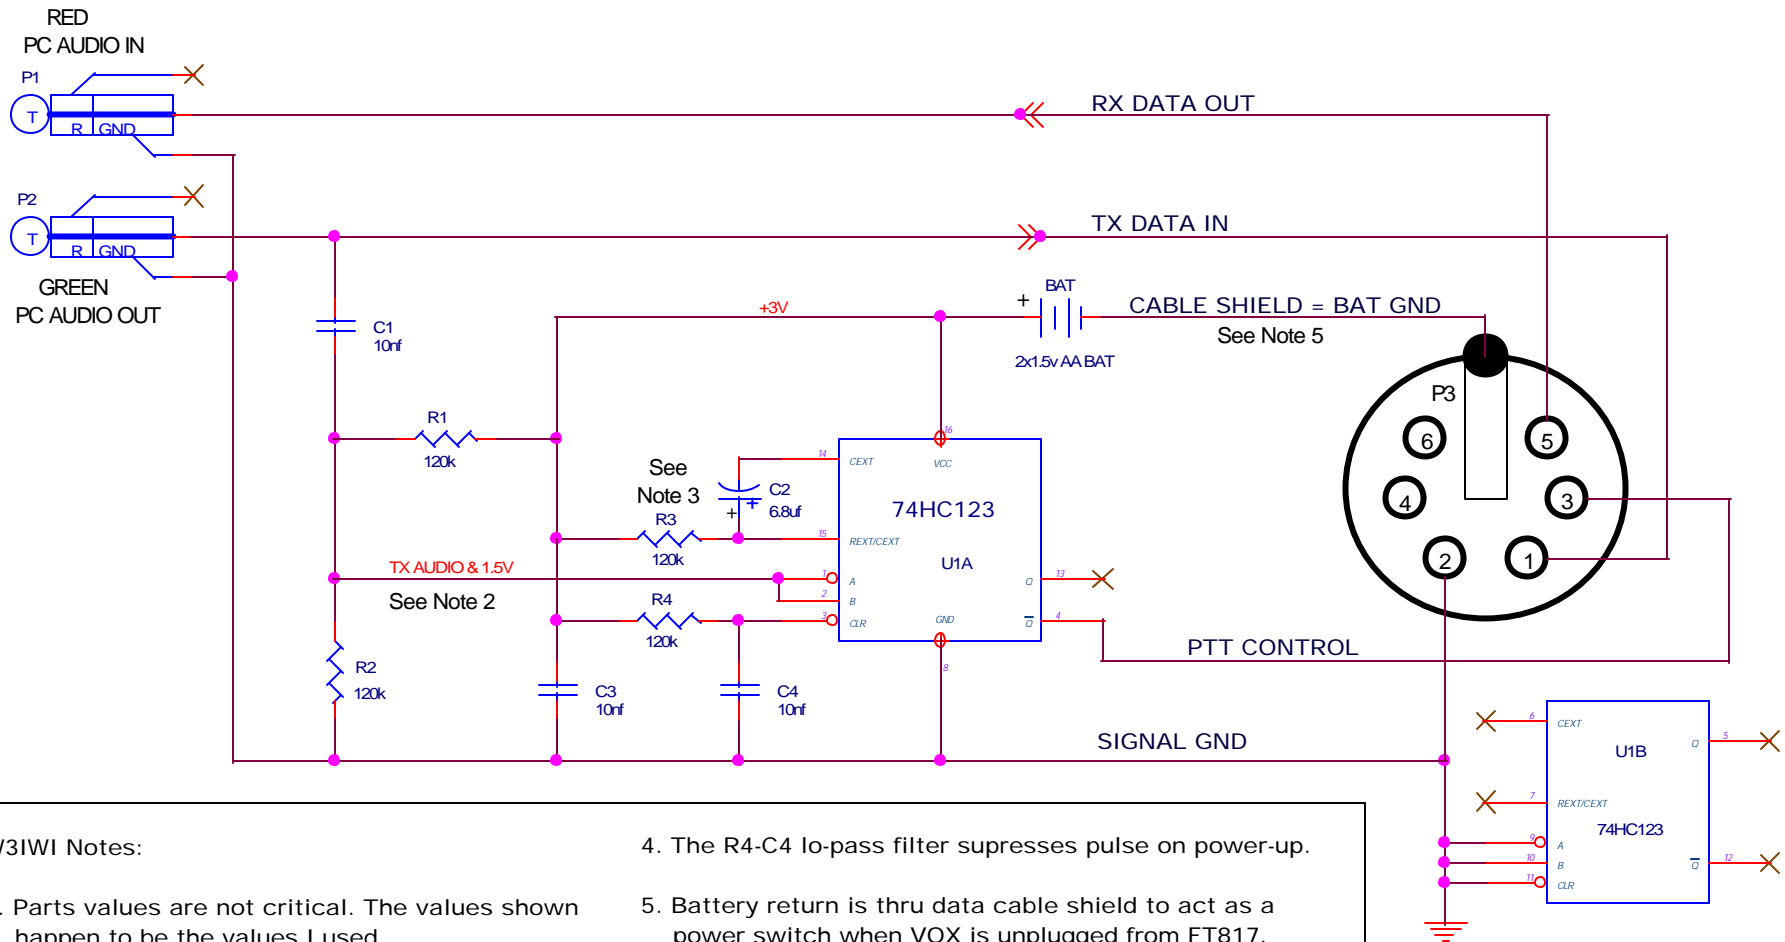 RED
PC AUDIO IN
P1
T
R GND
RX DATA OUT
P2
T
R GND
TX DATA IN
GREEN
PC AUDIO OUT
C1
10nf
+3V
BAT
+
2x1.5v AA BAT
CABLE SHIELD = BAT GND
See Note 5
P3
6
5
4
3
2
1
R1
120k
See
Note 3
C2
6.8uf
+
+
R3
120k
14
CEXT
16
VCC
74HC123
15
REXT/CEXT
U1A
TX AUDIO & 1.5V
See Note 2
1
A
2
B
3
CLR
Q
13
Q
4
GND
8
R4
120k
R2
120k
C3
10nf
C4
10nf
PTT CONTROL
SIGNAL GND
6
CEXT
U1B
Q
5
7
REXT/CEXT
74HC123
9
A
10
B
11
CLR
Q
12
/3IWI Notes:
. Parts values are not critical. The values shown
happen to be the values I used.
4. The R4-C4 lo-pass filter supresses pulse on power-up.
5. Battery return is thru data cable shield to act as a
power switch when VOX is unplugged from FT817.